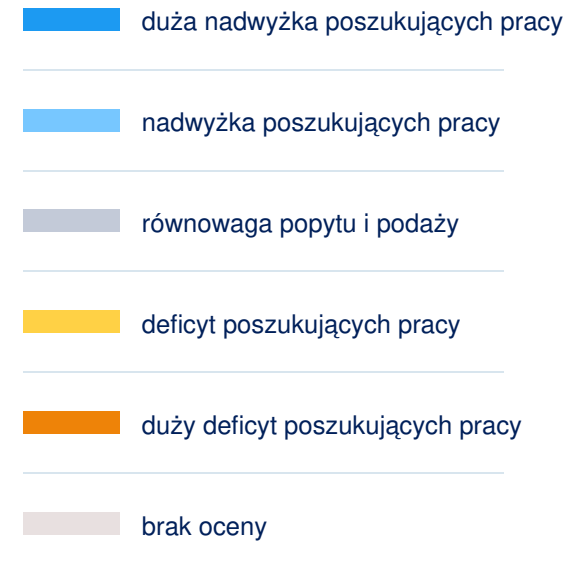 duża nadwyżka poszukujących pracy
nadwyżka poszukujących pracy
równowaga popytu i podaży
deficyt poszukujących pracy
duży deficyt poszukujących pracy
brak oceny